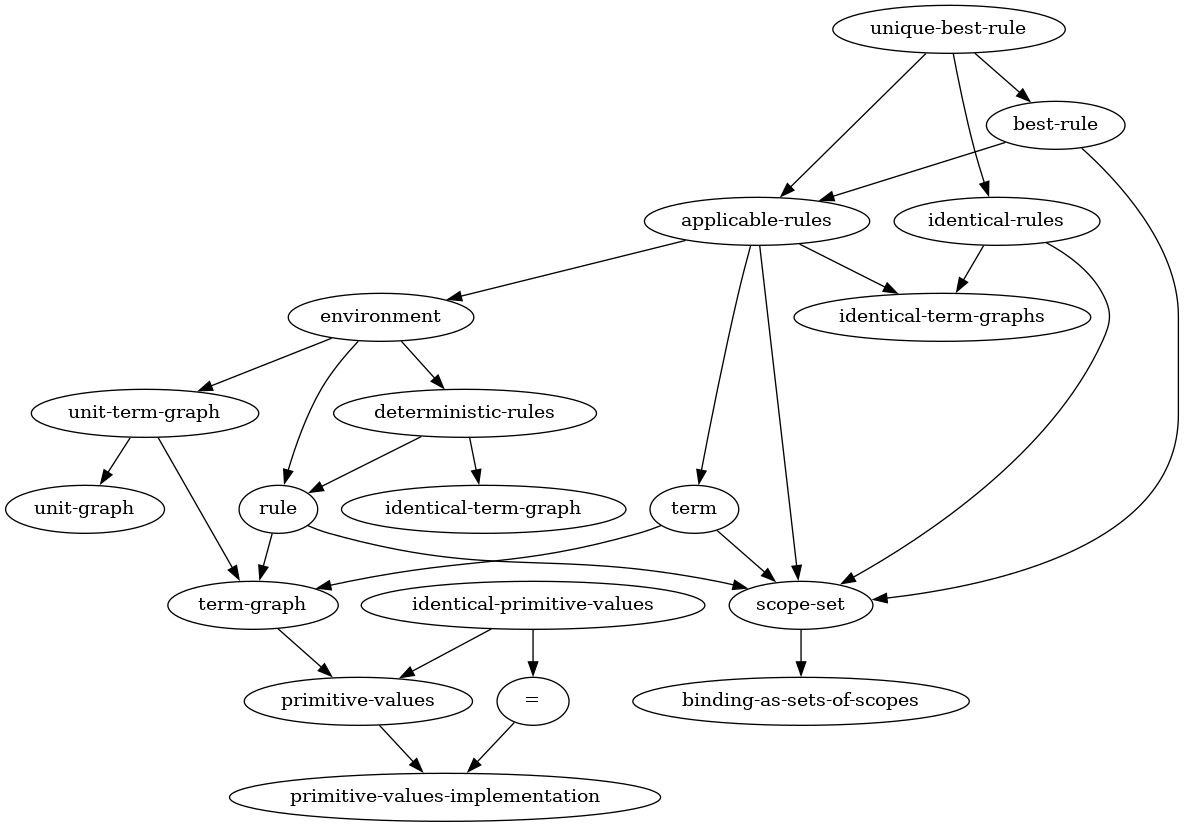 unique-best-rule
best-rule
applicable-rules
identical-rules
environment
identical-term-graphs
unit-term-graph
deterministic-rules
unit-graph
rule
identical-term-graph
term
term-graph
identical-primitive-values
scope-set
primitive-values
=
binding-as-sets-of-scopes
primitive-values-implementation